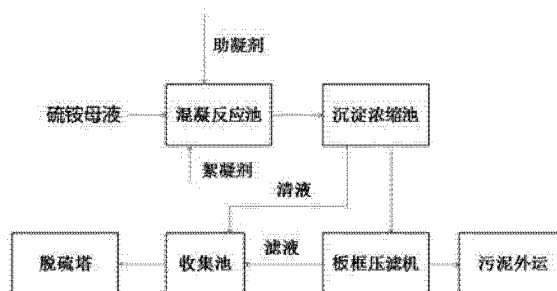 助凝剂
硫铵母液
混凝反应池
沉淀浓缩池
絮凝剂
清液
脱硫塔
收集池
滤液
板框压滤机
污泥外运